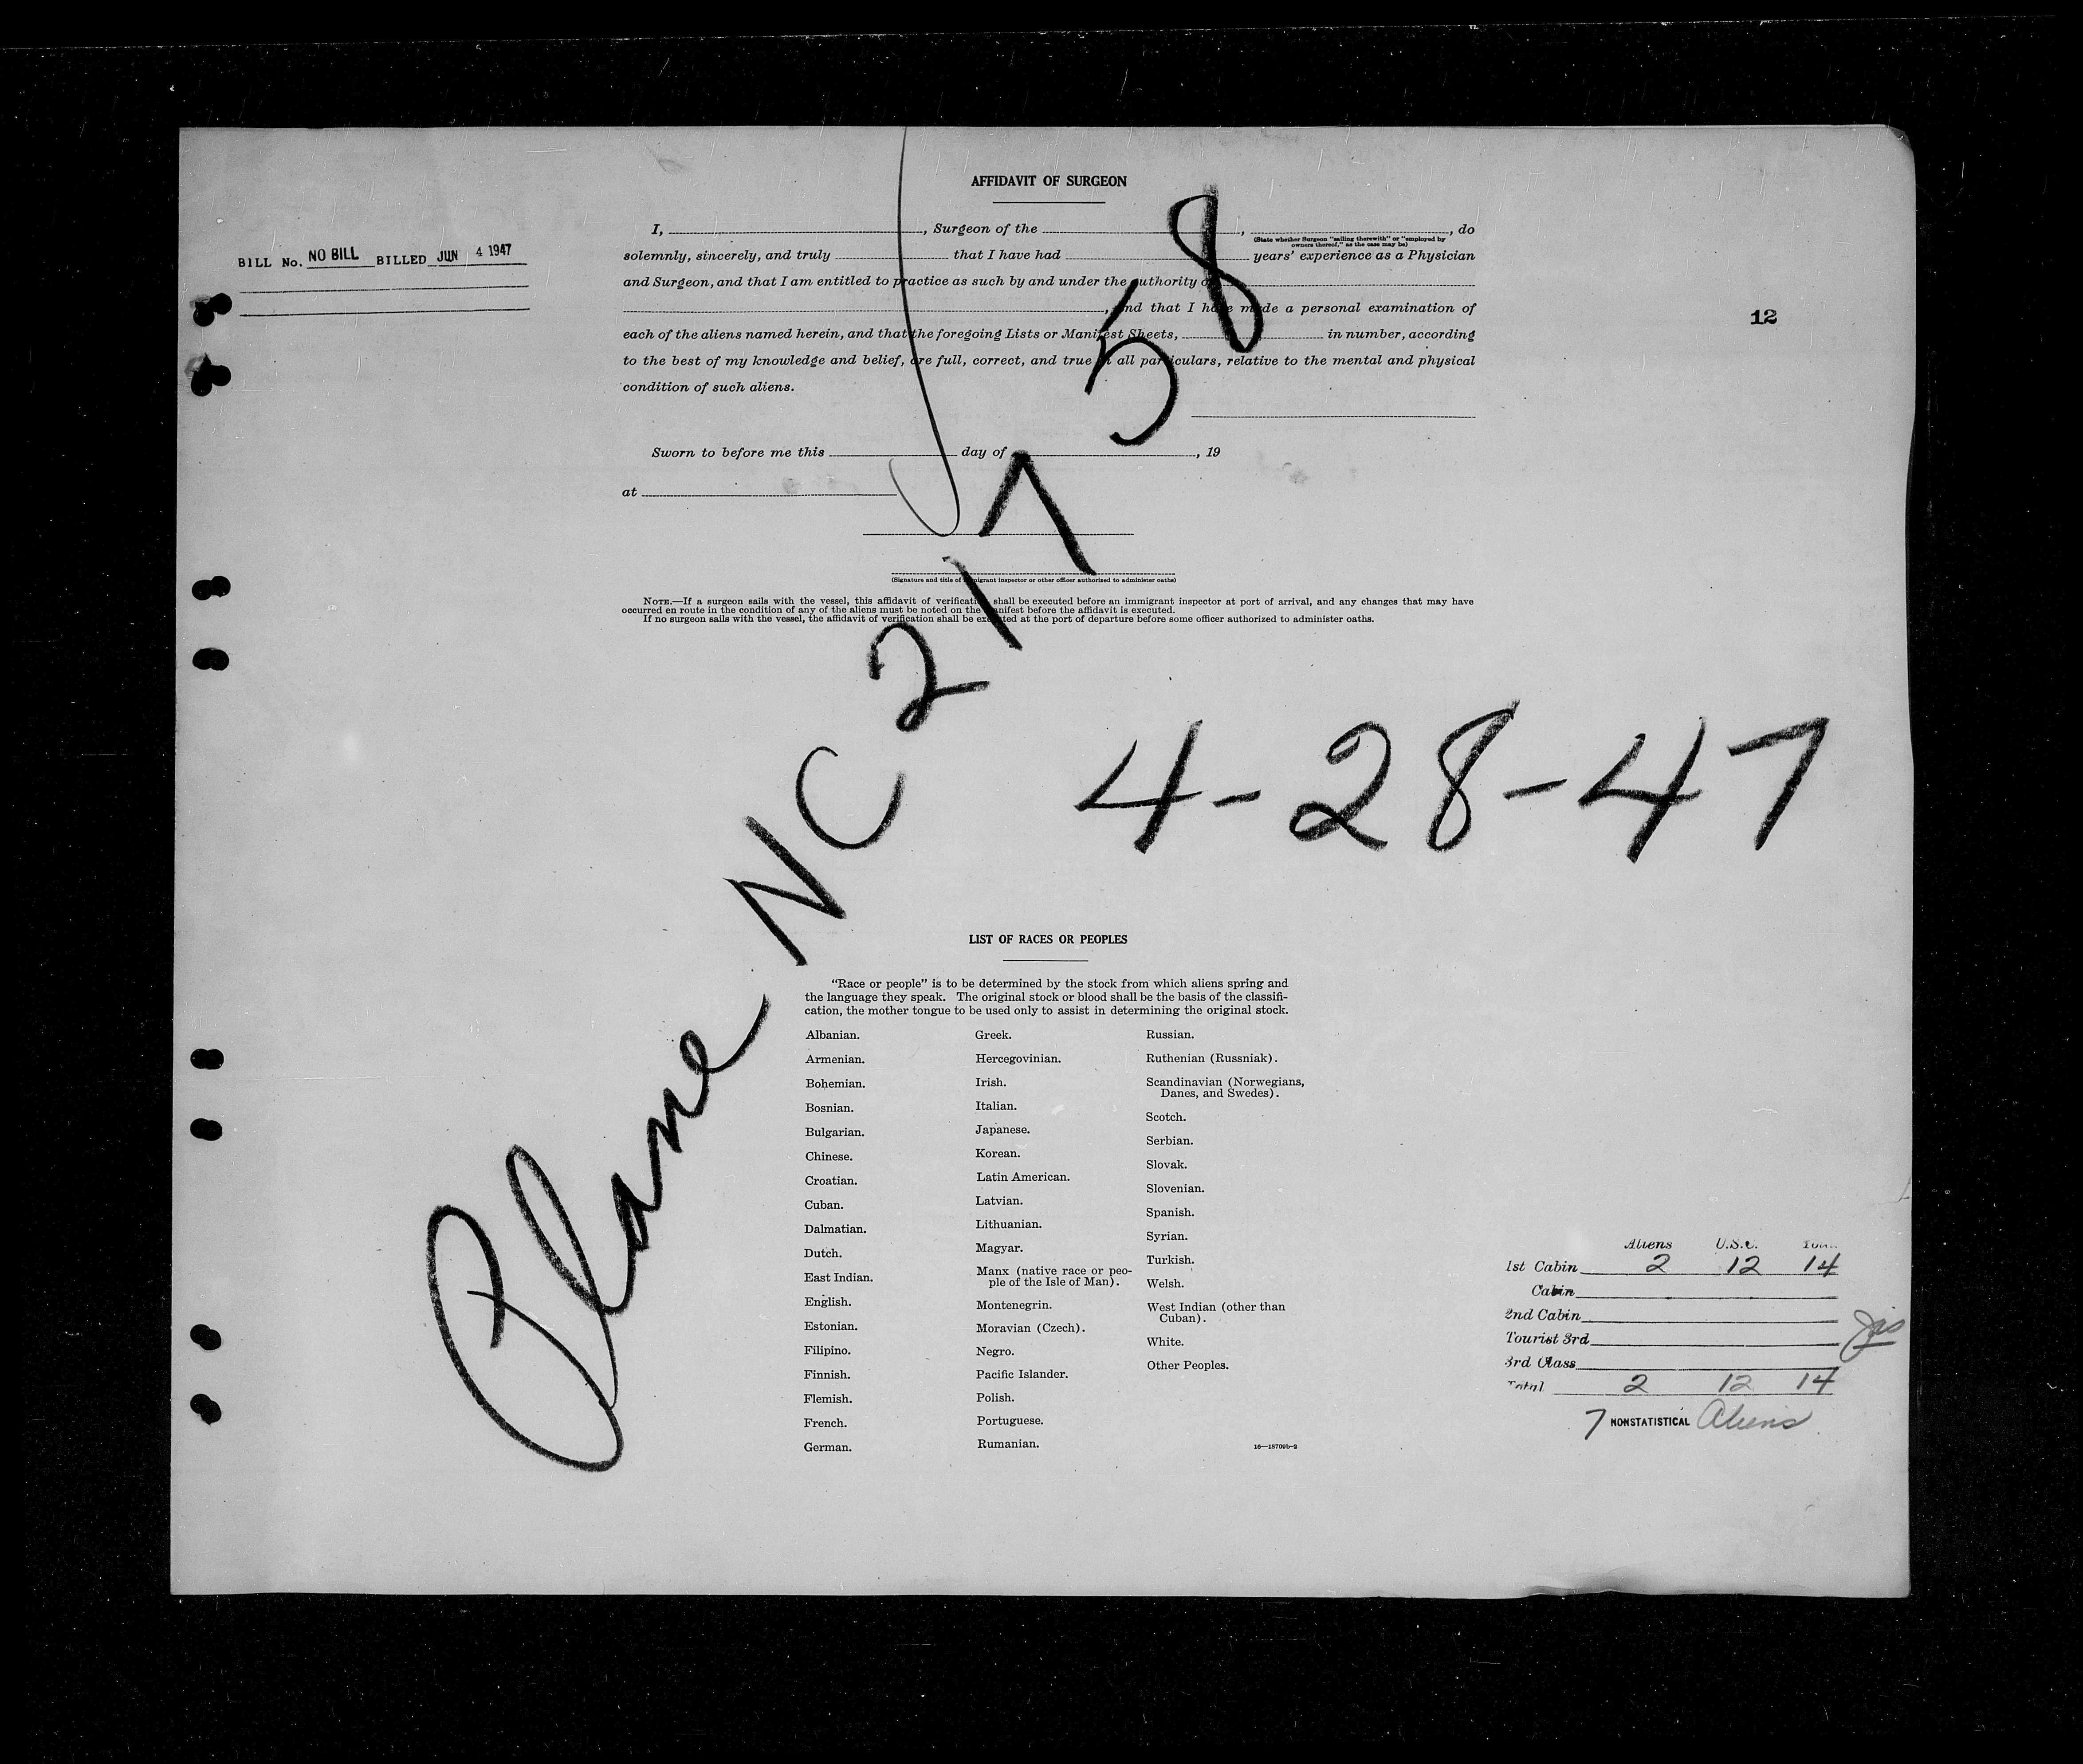 AFFIDAVIT OF SURGEON
I, , Surgeon of the , , do
(State whether Surgeon "sailing therewith" or "employed by owners thereof," as the case may be)
solemnly, sincerely, and truly that I have had years' experience as a Physician
and Surgeon, and that I am entitled to practice as such by and under the authority of
, and that I have made a personal examination of
each of the aliens named herein, and that the foregoing Lists or Manifest Sheets, in number, according
to the best of my knowledge and belief, are full, correct, and true in all particulars, relative to the mental and physical
condition of such aliens.
Sworn to before me this day of , 19
at
(Signature and title of immigrant inspector or other officer authorized to administer oaths)
NOTE.—If a surgeon sails with the vessel, this affidavit of verification shall be executed before an immigrant inspector at port of arrival, and any changes that may have
occurred en route in the condition of any of the aliens must be noted on the manifest before the affidavit is executed.
If no surgeon sails with the vessel, the affidavit of verification shall be executed at the port of departure before some officer authorized to administer oaths.
BILL No. NO BILL BILLED JUN 4 1947
12
Plane NC 21758
4-28-47
LIST OF RACES OR PEOPLES
"Race or people" is to be determined by the stock from which aliens spring and
the language they speak. The original stock or blood shall be the basis of the classifi-
cation, the mother tongue to be used only to assist in determining the original stock.
Albanian.
Armenian.
Bohemian.
Bosnian.
Bulgarian.
Chinese.
Croatian.
Cuban.
Dalmatian.
Dutch.
East Indian.
English.
Estonian.
Filipino.
Finnish.
Flemish.
French.
German.
Greek.
Hercegovinian.
Irish.
Italian.
Japanese.
Korean.
Latin American.
Latvian.
Lithuanian.
Magyar.
Manx (native race or peo-
ple of the Isle of Man).
Montenegrin.
Moravian (Czech).
Negro.
Pacific Islander.
Polish.
Portuguese.
Rumanian.
Russian.
Ruthenian (Russniak).
Scandinavian (Norwegians,
Danes, and Swedes).
Scotch.
Serbian.
Slovak.
Slovenian.
Spanish.
Syrian.
Turkish.
Welsh.
West Indian (other than
Cuban).
White.
Other Peoples.
16—18709b-2
Aliens U.S.C. Total
1st Cabin 2 12 14
Cabin
2nd Cabin
Tourist 3rd
3rd Class
Total 2 12 14
7 NONSTATISTICAL Aliens